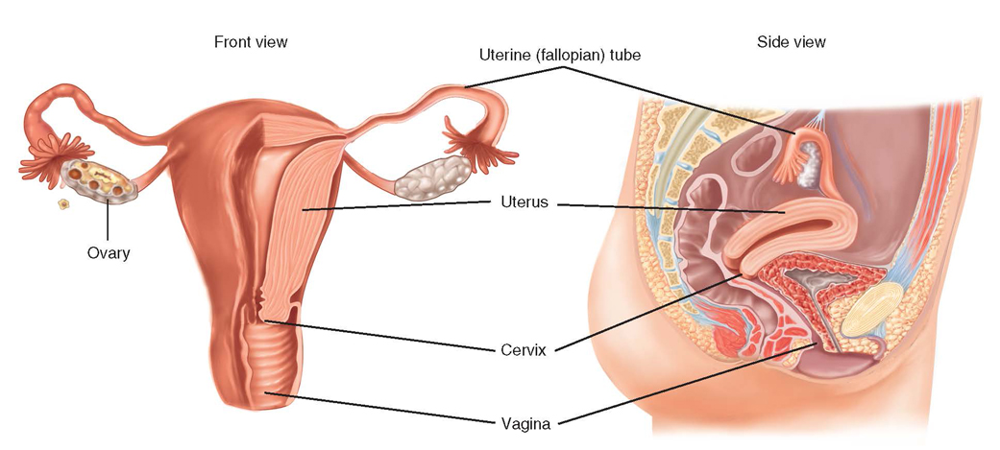 Front view
Side view
Uterine (fallopian) tube
Uterus
Ovary
Cervix
Vagina